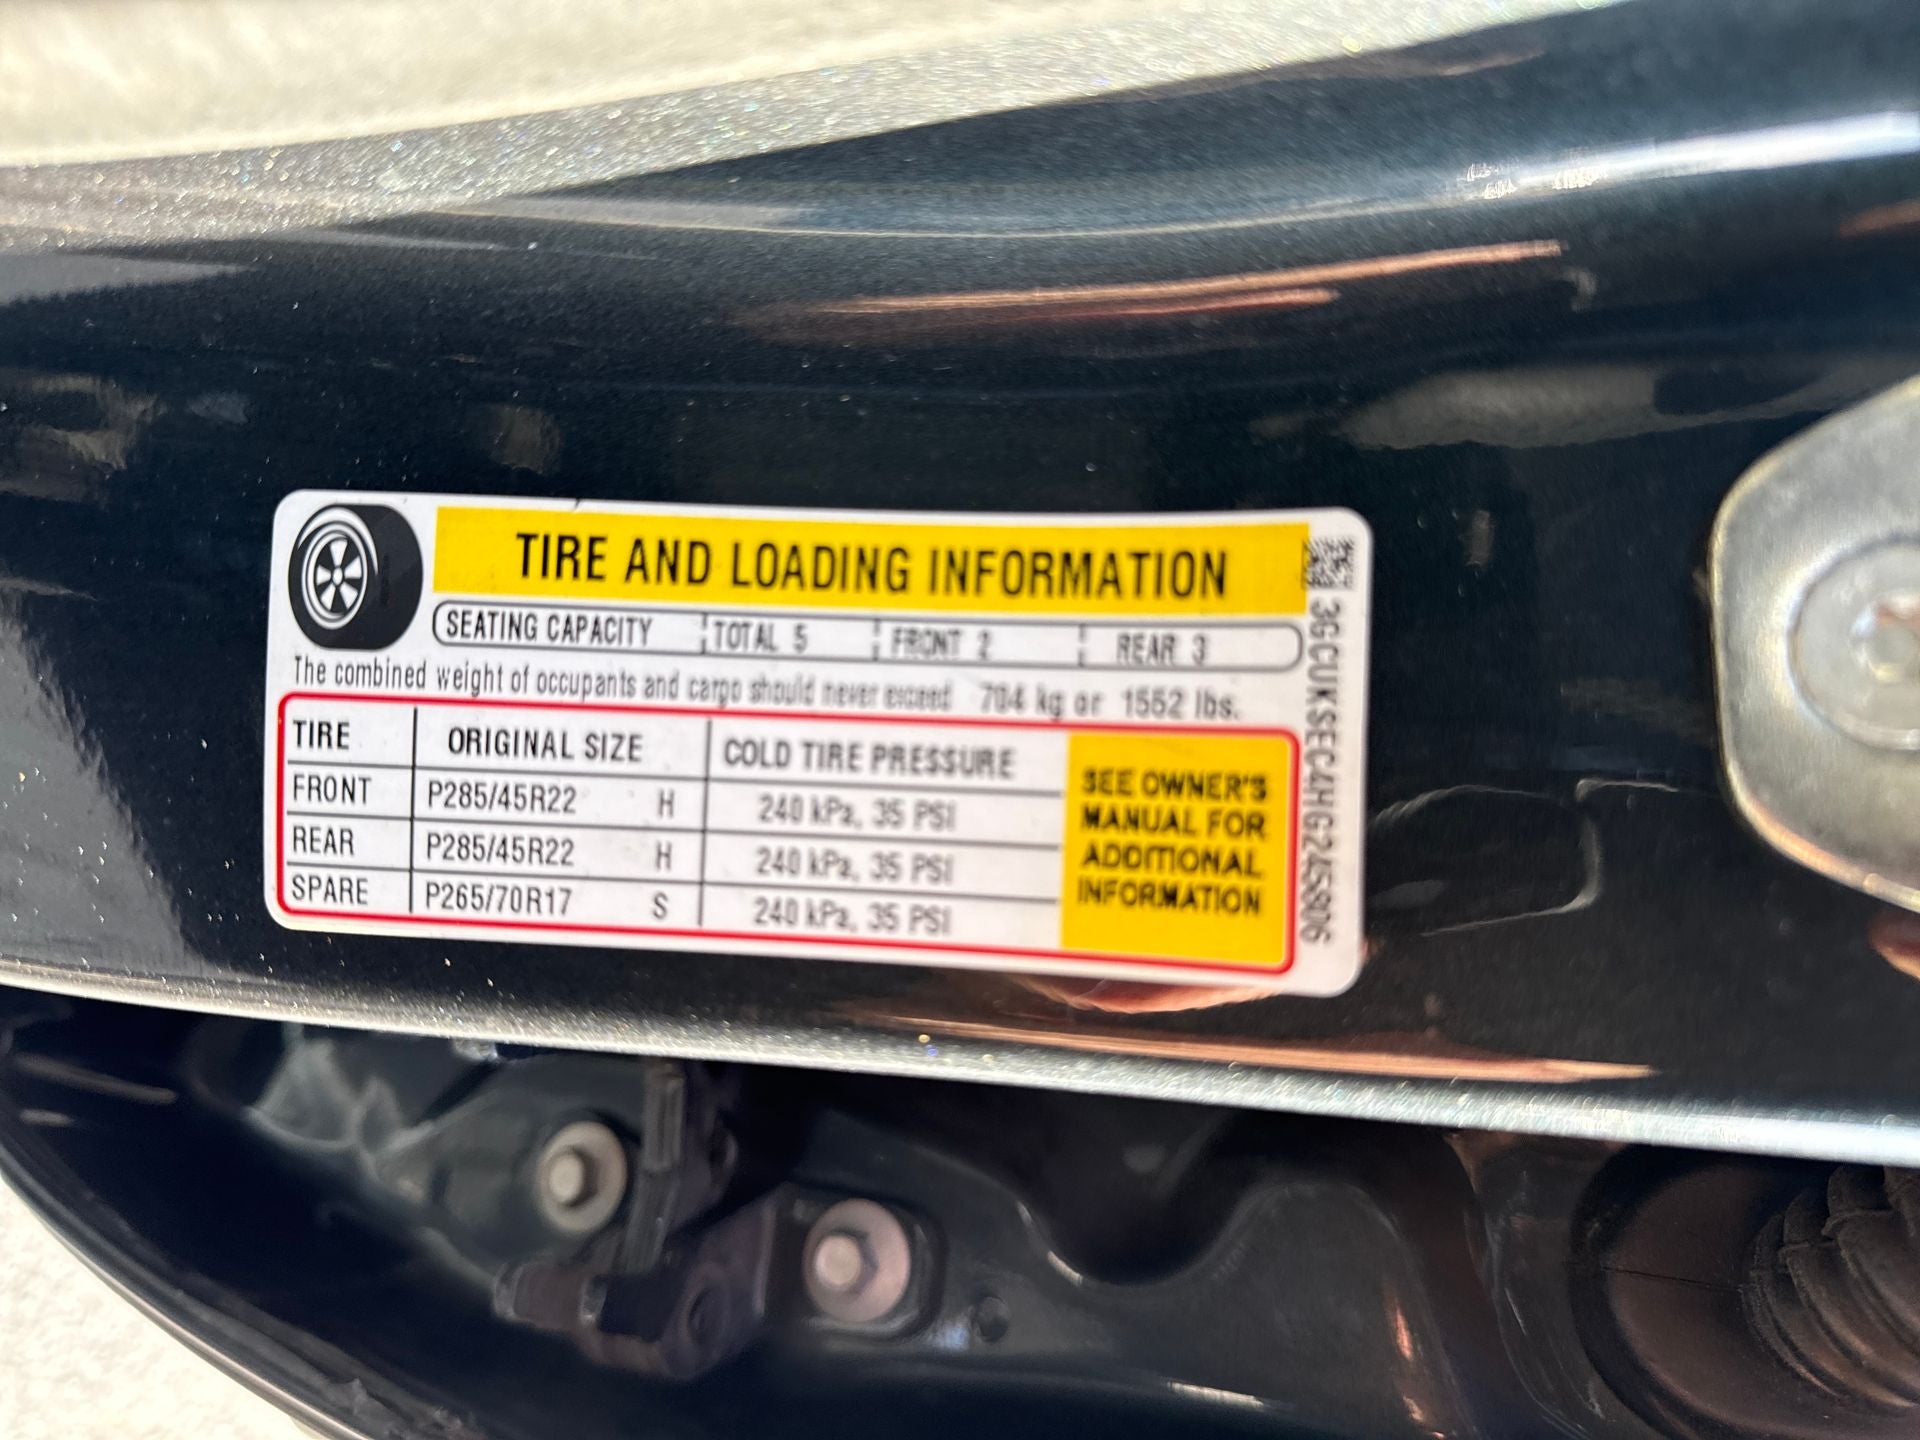 TIRE AND LOADING INFORMATION
SEATING CAPACITY TOTAL 5 FRONT 2 REAR 3
The combined weight of occupants and cargo should never exceed 704 kg or 1552 lbs.
TIRE ORIGINAL SIZE COLD TIRE PRESSURE
FRONT P285/45R22 H 240 kPa, 35 PSI
REAR P285/45R22 H 240 kPa, 35 PSI
SPARE P265/70R17 S 240 kPa, 35 PSI
SEE OWNER'S
MANUAL FOR
ADDITIONAL
INFORMATION
3GCUKSEC4HG245806